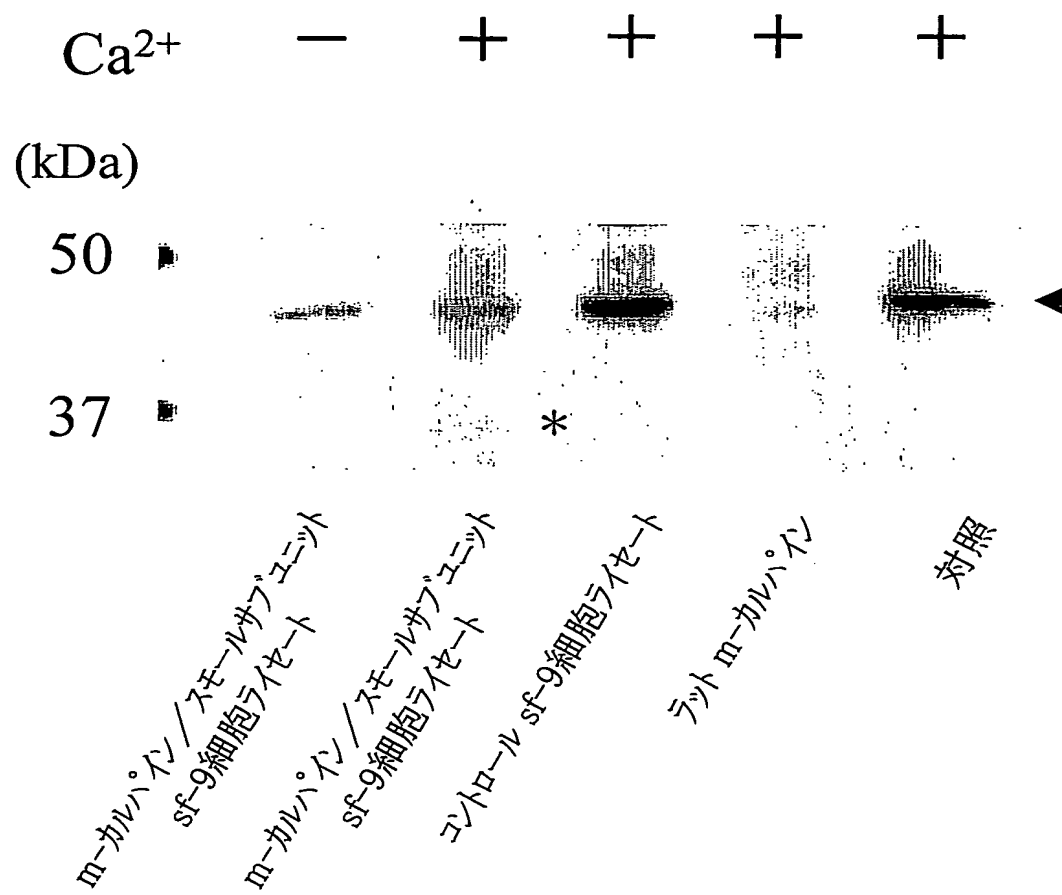 Ca²⁺ − + + + +
(kDa)
50
37
*
m-カルパイン/スモールサブユニット
sf-9細胞ライセート
m-カルパイン/スモールサブユニット
sf-9細胞ライセート
コントロール sf-9細胞ライセート
ラット m-カルパイン
対照